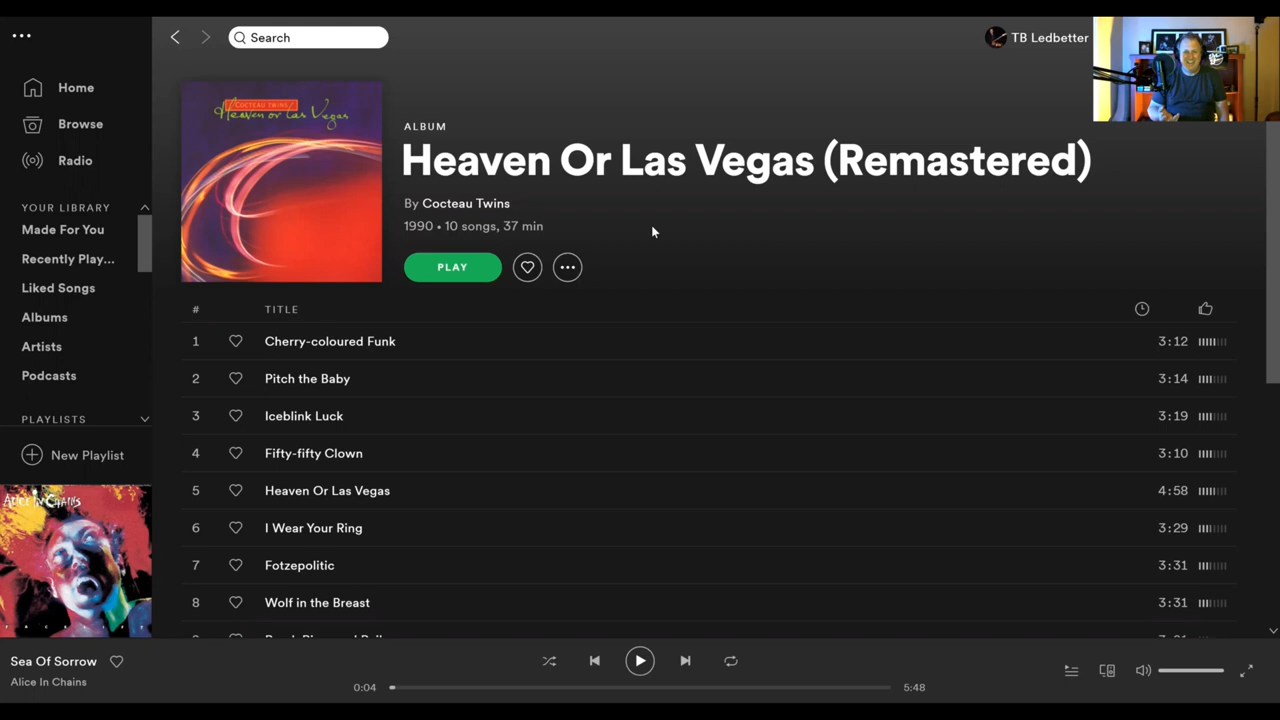 Search
TB Ledbetter
Home
Browse
Radio
YOUR LIBRARY
Made For You
Recently Play...
Liked Songs
Albums
Artists
Podcasts
PLAYLISTS
New Playlist
ALICE IN CHAINS
FACELIFT
COCTEAU TWINS
Heaven or Las Vegas
ALBUM
Heaven Or Las Vegas (Remastered)
By Cocteau Twins
1990 • 10 songs, 37 min
PLAY
# TITLE
1 Cherry-coloured Funk 3:12
2 Pitch the Baby 3:14
3 Iceblink Luck 3:19
4 Fifty-fifty Clown 3:10
5 Heaven Or Las Vegas 4:58
6 I Wear Your Ring 3:29
7 Fotzepolitic 3:31
8 Wolf in the Breast 3:31
Sea Of Sorrow
Alice In Chains
0:04
5:48